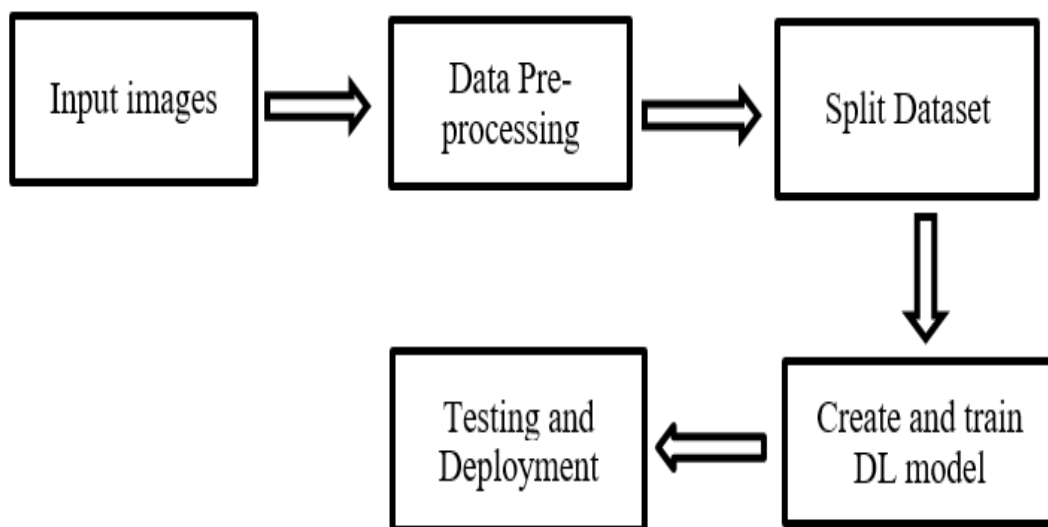 Input images
Data Pre-
processing
Split Dataset
Create and train
DL model
Testing and
Deployment